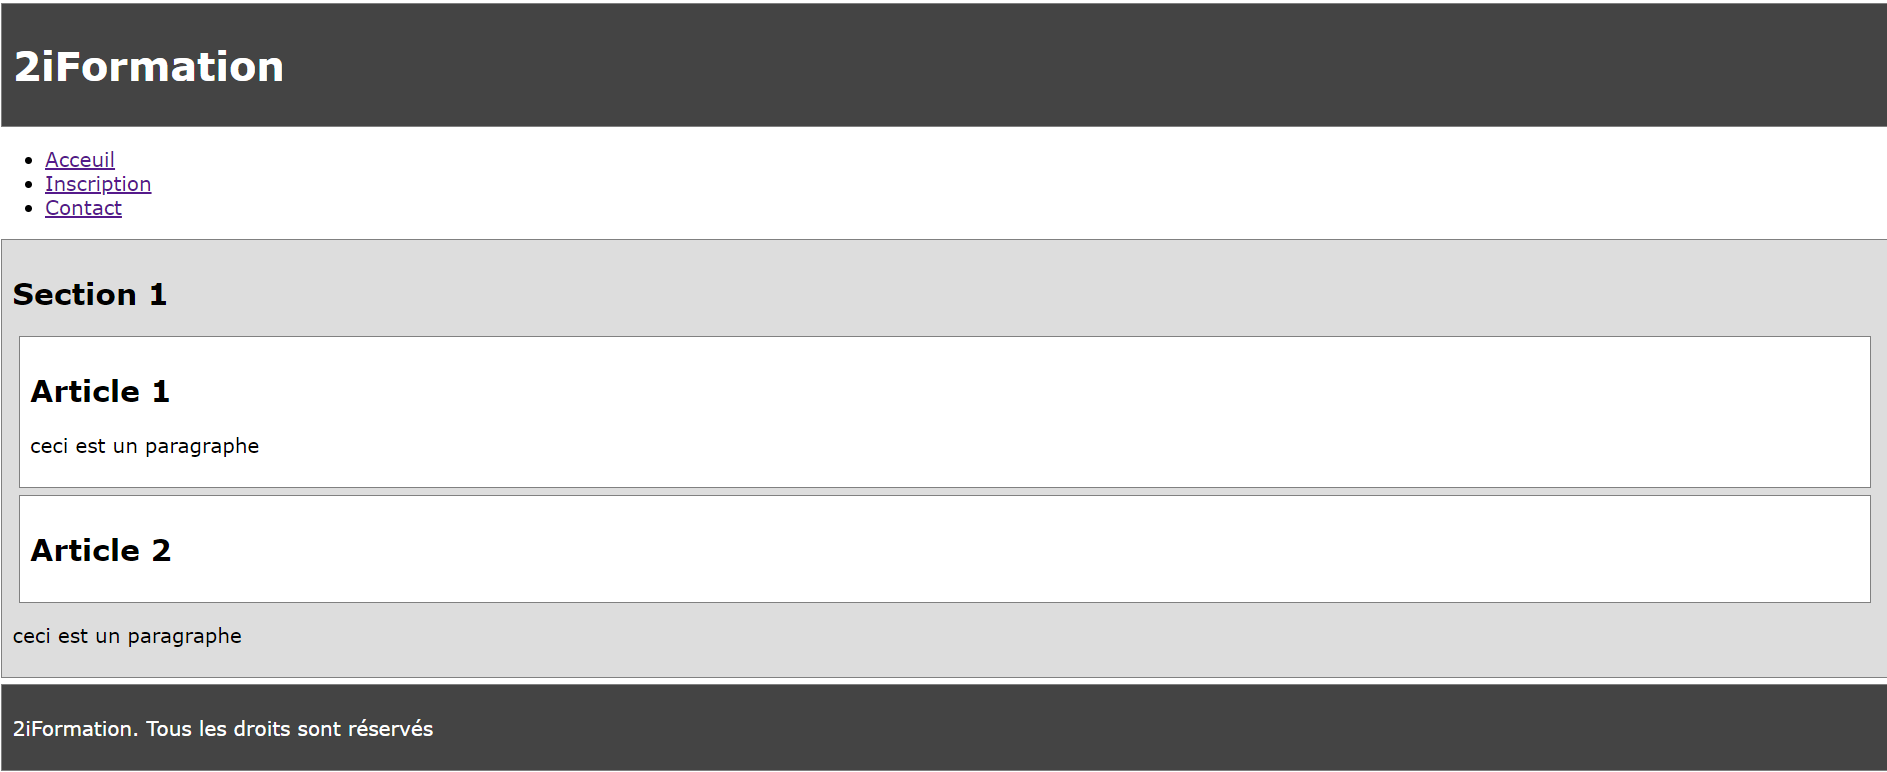 2iFormation
Acceuil
Inscription
Contact
Section 1
Article 1
ceci est un paragraphe
Article 2
ceci est un paragraphe
2iFormation. Tous les droits sont réservés